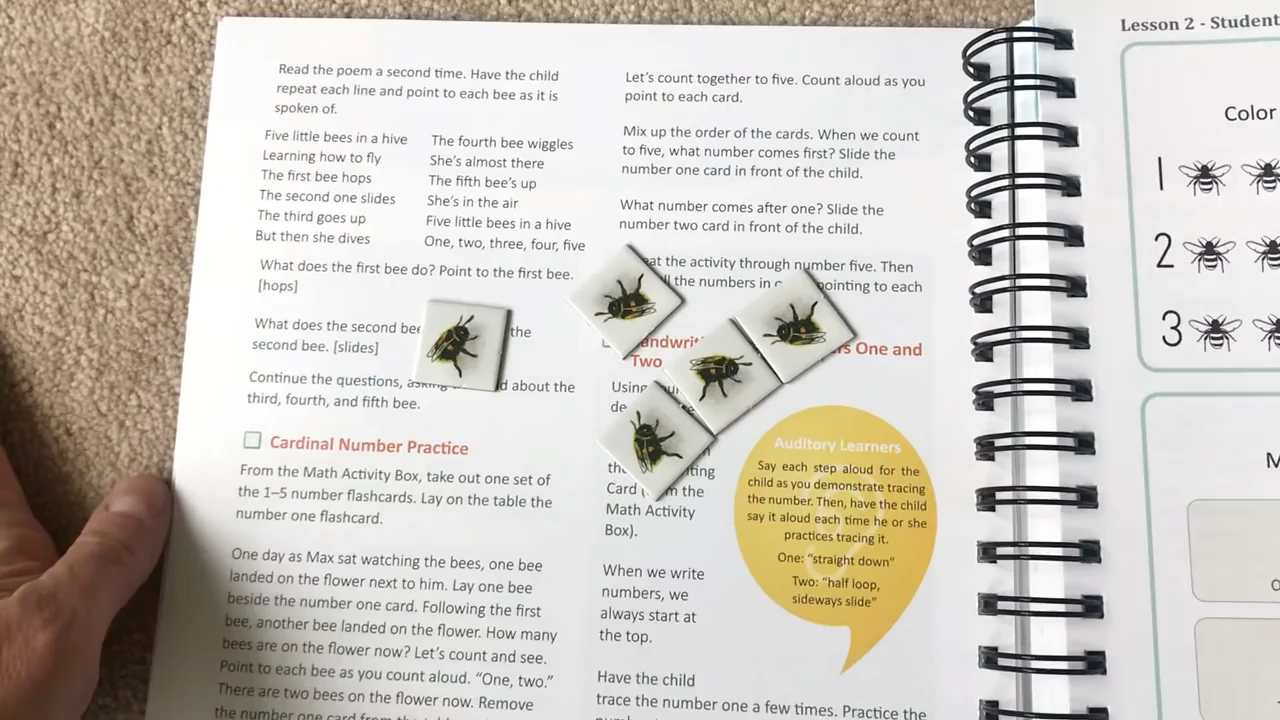 Read the poem a second time. Have the child
repeat each line and point to each bee as it is
spoken of.
Five little bees in a hive
Learning how to fly
The first bee hops
The second one slides
The third goes up
But then she dives
The fourth bee wiggles
She's almost there
The fifth bee's up
She's in the air
Five little bees in a hive
One, two, three, four, five
What does the first bee do? Point to the first bee.
[hops]
What does the second bee the
second bee. [slides]
Continue the questions, about the
third, fourth, and fifth bee.
Cardinal Number Practice
From the Math Activity Box, take out one set of
the 1–5 number flashcards. Lay on the table the
number one flashcard.
One day as Ma sat watching the bees, one bee
landed on the flower next to him. Lay one bee
beside the number one card. Following the first
bee, another bee landed on the flower. How many
bees are on the flower now? Let's count and see.
Point to each bee as you count aloud. "One, two."
There are two bees on the flower now. Remove
the number one card from the
Let's count together to five. Count aloud as you
point to each card.
Mix up the order of the cards. When we count
to five, what number comes first? Slide the
number one card in front of the child.
What number comes after one? Slide the
number two card in front of the child.
the activity through number five. Then
the numbers in pointing to each
One and
Two
Using
the
Card the
Math Activity
Box).
When we write
numbers, we
always start at
the top.
Have the child
trace the number one a few times. Practice the
Auditory Learners
Say each step aloud for the
child as you demonstrate tracing
the number. Then, have the child
say it aloud each time he or she
practices tracing it.
One: "straight down"
Two: "half loop,
sideways slide"
Lesson 2 - Student
Color
1
2
3